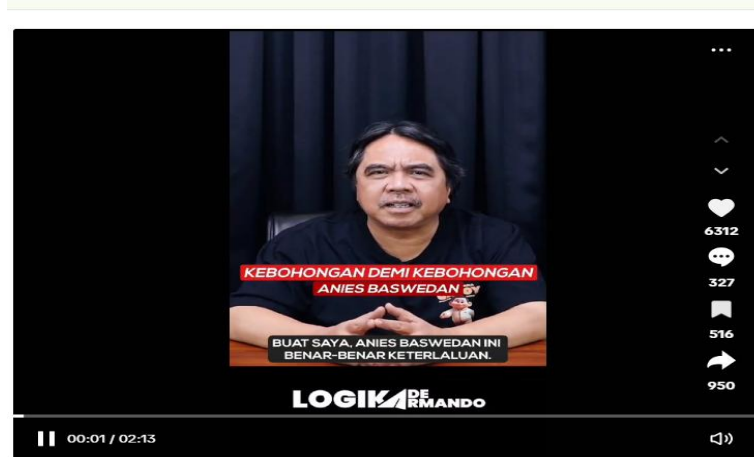 6312
327
516
950
KEBOHONGAN DEMI KEBOHONGAN
ANIES BASWEDAN
BUAT SAYA, ANIES BASWEDAN INI
BENAR-BENAR KETERLALUAN.
LOGIKA DE
RMANDO
00:01 / 02:13